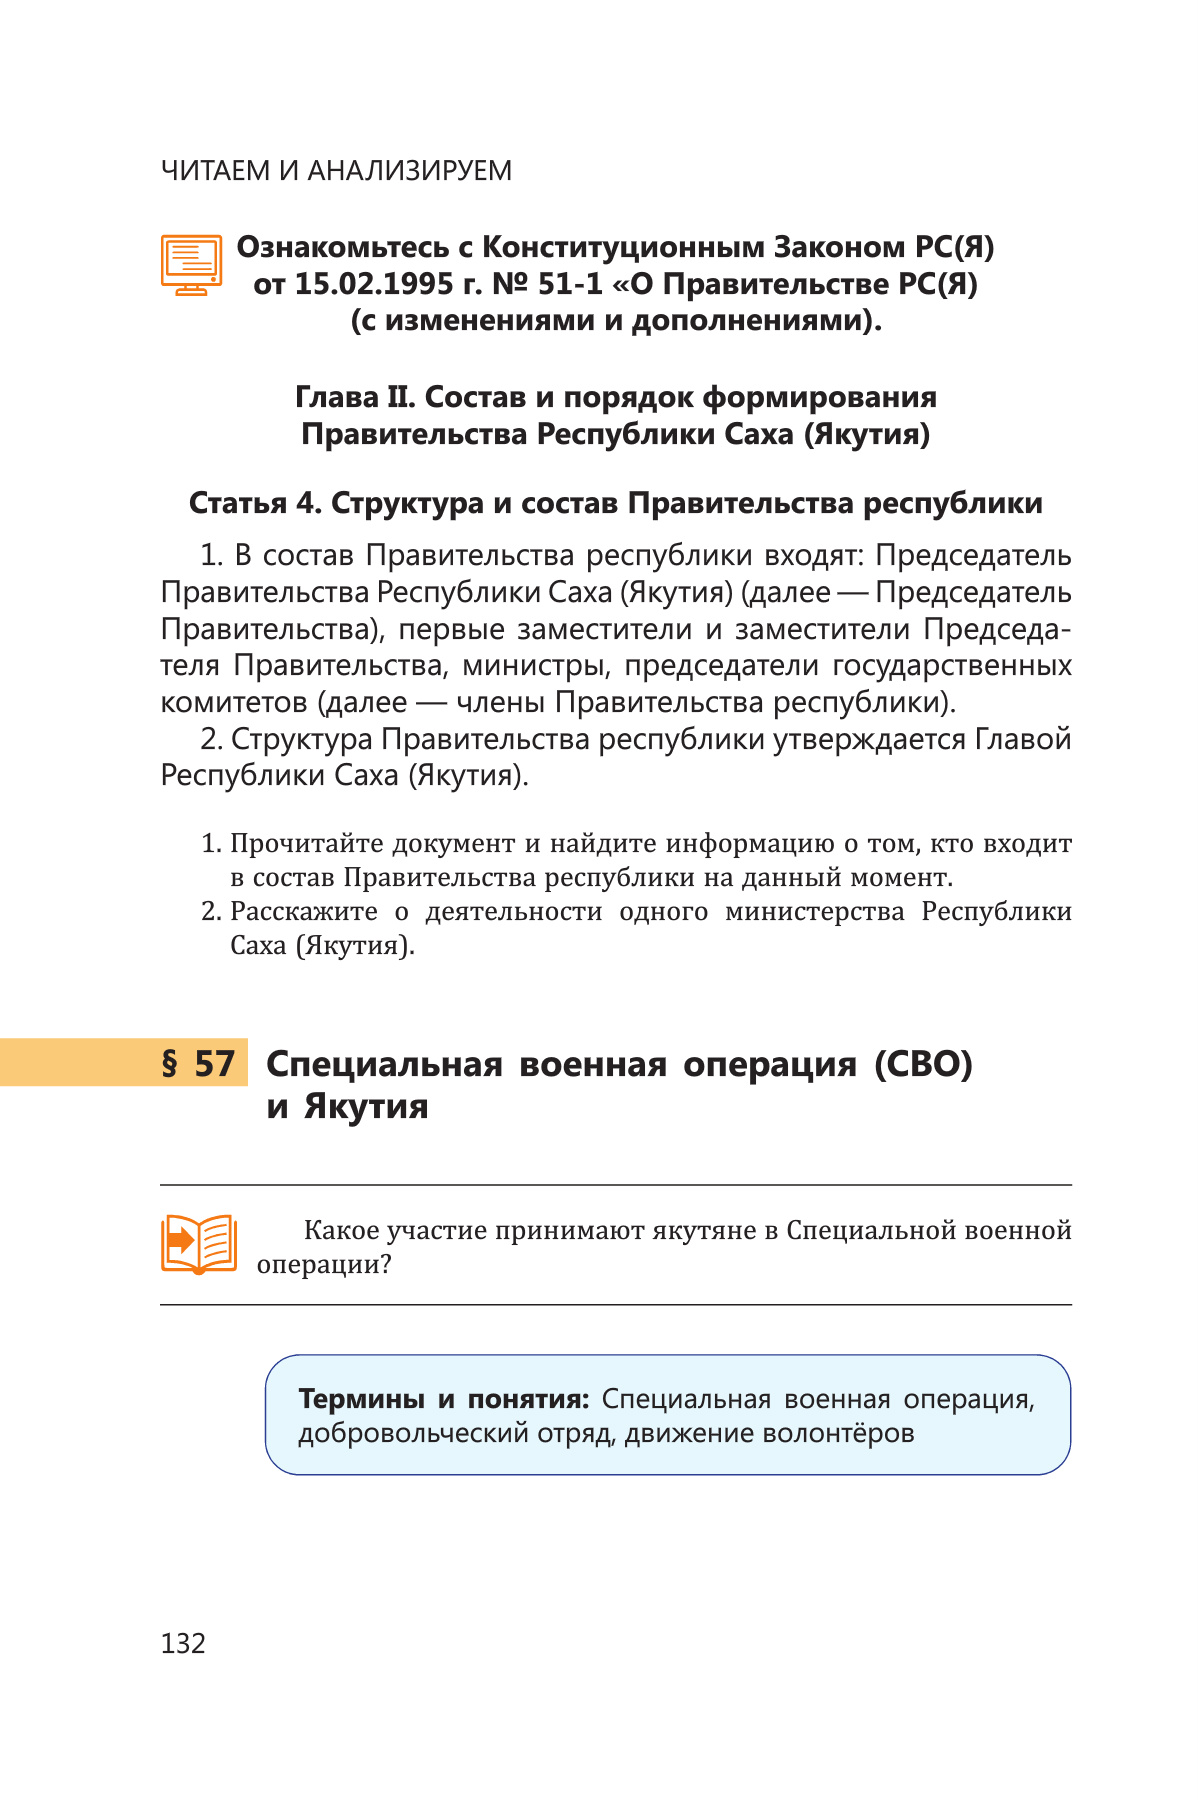 ЧИТАЕМ И АНАЛИЗИРУЕМ
Ознакомьтесь с Конституционным Законом РС(Я)
от 15.02.1995 г. № 51-1 «О Правительстве РС(Я)
(с изменениями и дополнениями).
Глава II. Состав и порядок формирования
Правительства Республики Саха (Якутия)
Статья 4. Структура и состав Правительства республики
1. В состав Правительства республики входят: Председатель
Правительства Республики Саха (Якутия) (далее — Председатель
Правительства), первые заместители и заместители Председа-
теля Правительства, министры, председатели государственных
комитетов (далее — члены Правительства республики).
2. Структура Правительства республики утверждается Главой
Республики Саха (Якутия).
1. Прочитайте документ и найдите информацию о том, кто входит
в состав Правительства республики на данный момент.
2. Расскажите о деятельности одного министерства Республики
Саха (Якутия).
§ 57 Специальная военная операция (СВО)
и Якутия
Какое участие принимают якутяне в Специальной военной
операции?
Термины и понятия: Специальная военная операция,
добровольческий отряд, движение волонтёров
132